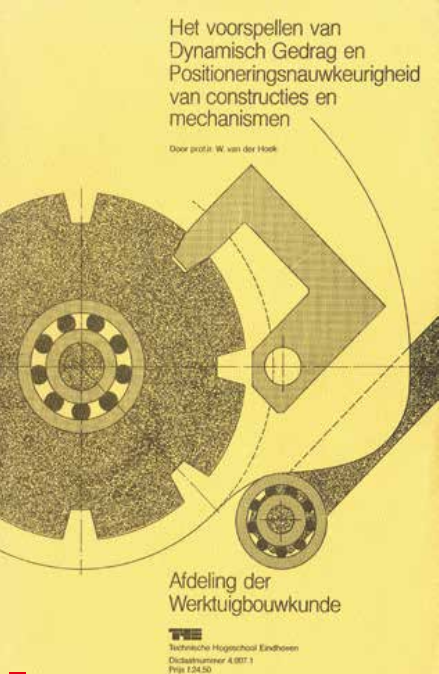 Het voorspellen van
Dynamisch Gedrag en
Positioneringsnauwkeurigheid
van constructies en
mechanismen
Door prof.ir. W. van der Hoek
Afdeling der
Werktuigbouwkunde
THE
Technische Hogeschool Eindhoven
Dictaatnummer 4.007.1
Prijs f.24,50